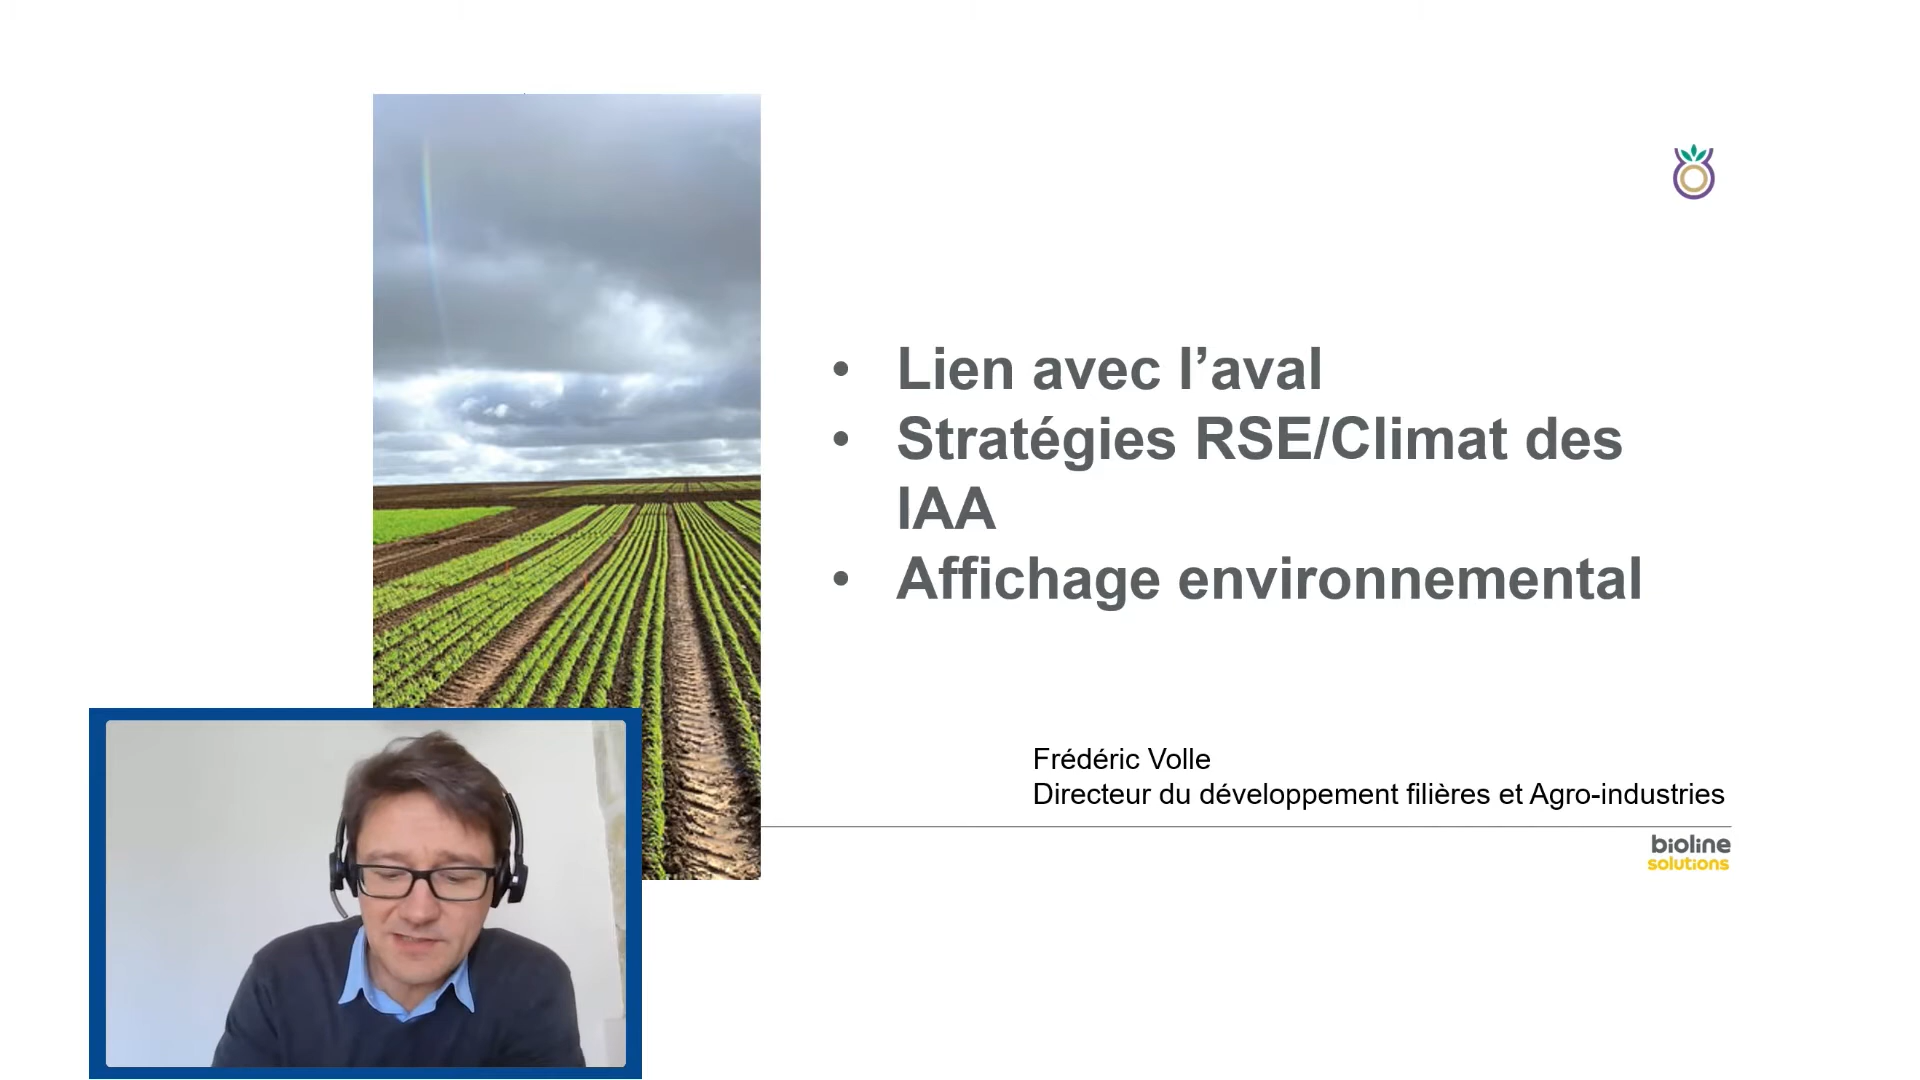 • Lien avec l’aval
• Stratégies RSE/Climat des
IAA
• Affichage environnemental
Frédéric Volle
Directeur du développement filières et Agro-industries
bioline
solutions